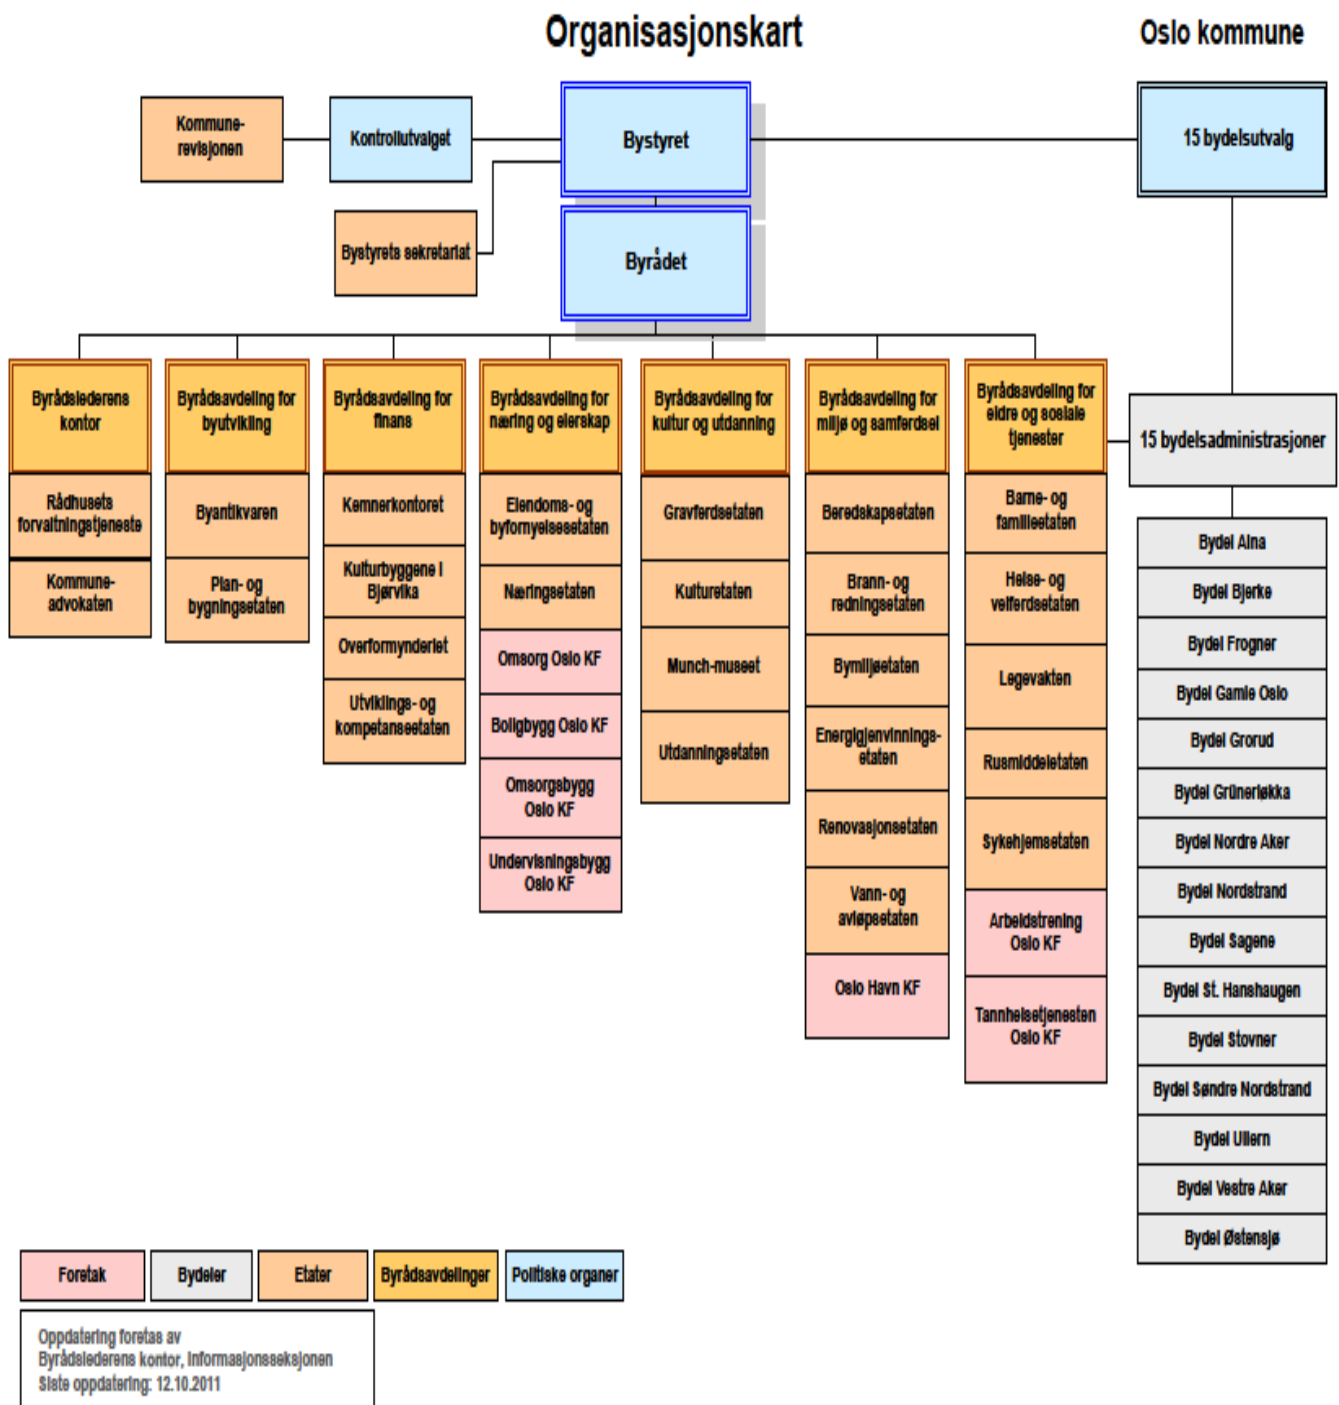 Organisasjonskart
Oslo kommune
Kommune-
revisjonen
Kontrollutvalget
Bystyret
15 bydelsutvalg
Bystyrets sekretariat
Byrådet
Byrådslederens
kontor
Rådhusets
forvaltningstjeneste
Kommune-
advokaten
Byrådsavdeling for
byutvikling
Byantikvaren
Plan- og
bygningsetaten
Byrådsavdeling for
finans
Kemnerkontoret
Kulturbyggene i
Bjørvika
Overformynderiet
Utviklings- og
kompetanseetaten
Byrådsavdeling for
næring og eierskap
Eiendoms- og
byfornyelsesetaten
Næringsetaten
Omsorg Oslo KF
Boligbygg Oslo KF
Omsorgsbygg
Oslo KF
Undervisningsbygg
Oslo KF
Byrådsavdeling for
kultur og utdanning
Gravferdsetaten
Kulturetaten
Munch-museet
Utdanningsetaten
Byrådsavdeling for
miljø og samferdsel
Beredskapsetaten
Brann- og
redningsetaten
Bymiljøetaten
Energigjenvinnings-
etaten
Renovasjonsetaten
Vann- og
avløpsetaten
Oslo Havn KF
Byrådsavdeling for
eldre og sosiale
tjenester
Barne- og
familieetaten
Helse- og
velferdsetaten
Legevakten
Rusmiddeletaten
Sykehjemsetaten
Arbeidstrening
Oslo KF
Tannhelsetjenesten
Oslo KF
15 bydelsadministrasjoner
Bydel Alna
Bydel Bjerke
Bydel Frogner
Bydel Gamle Oslo
Bydel Grorud
Bydel Grünerløkka
Bydel Nordre Aker
Bydel Nordstrand
Bydel Sagene
Bydel St. Hanshaugen
Bydel Stovner
Bydel Søndre Nordstrand
Bydel Ullern
Bydel Vestre Aker
Bydel Østensjø
Foretak
Bydeler
Etater
Byrådsavdelinger
Politiske organer
Oppdatering foretas av
Byrådslederens kontor, Informasjonsseksjonen
Siste oppdatering: 12.10.2011